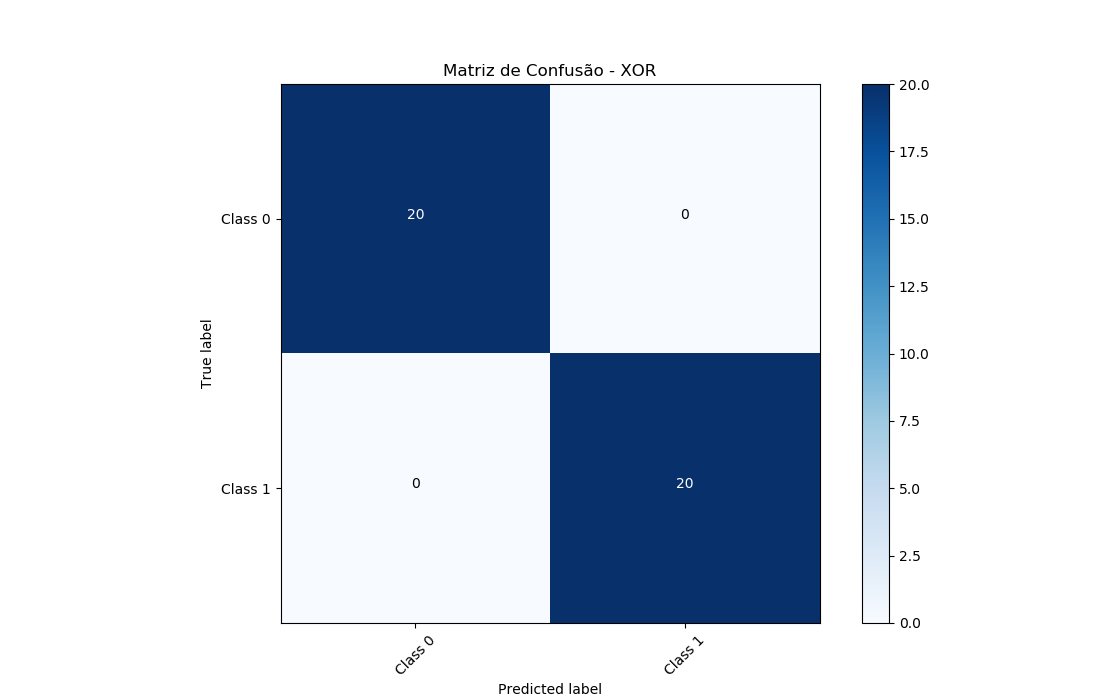 Matriz de Confusão - XOR
20.0
17.5
15.0
12.5
10.0
7.5
5.0
2.5
0.0
True label
Class 0
20
0
Class 1
0
20
Class 0
Class 1
Predicted label